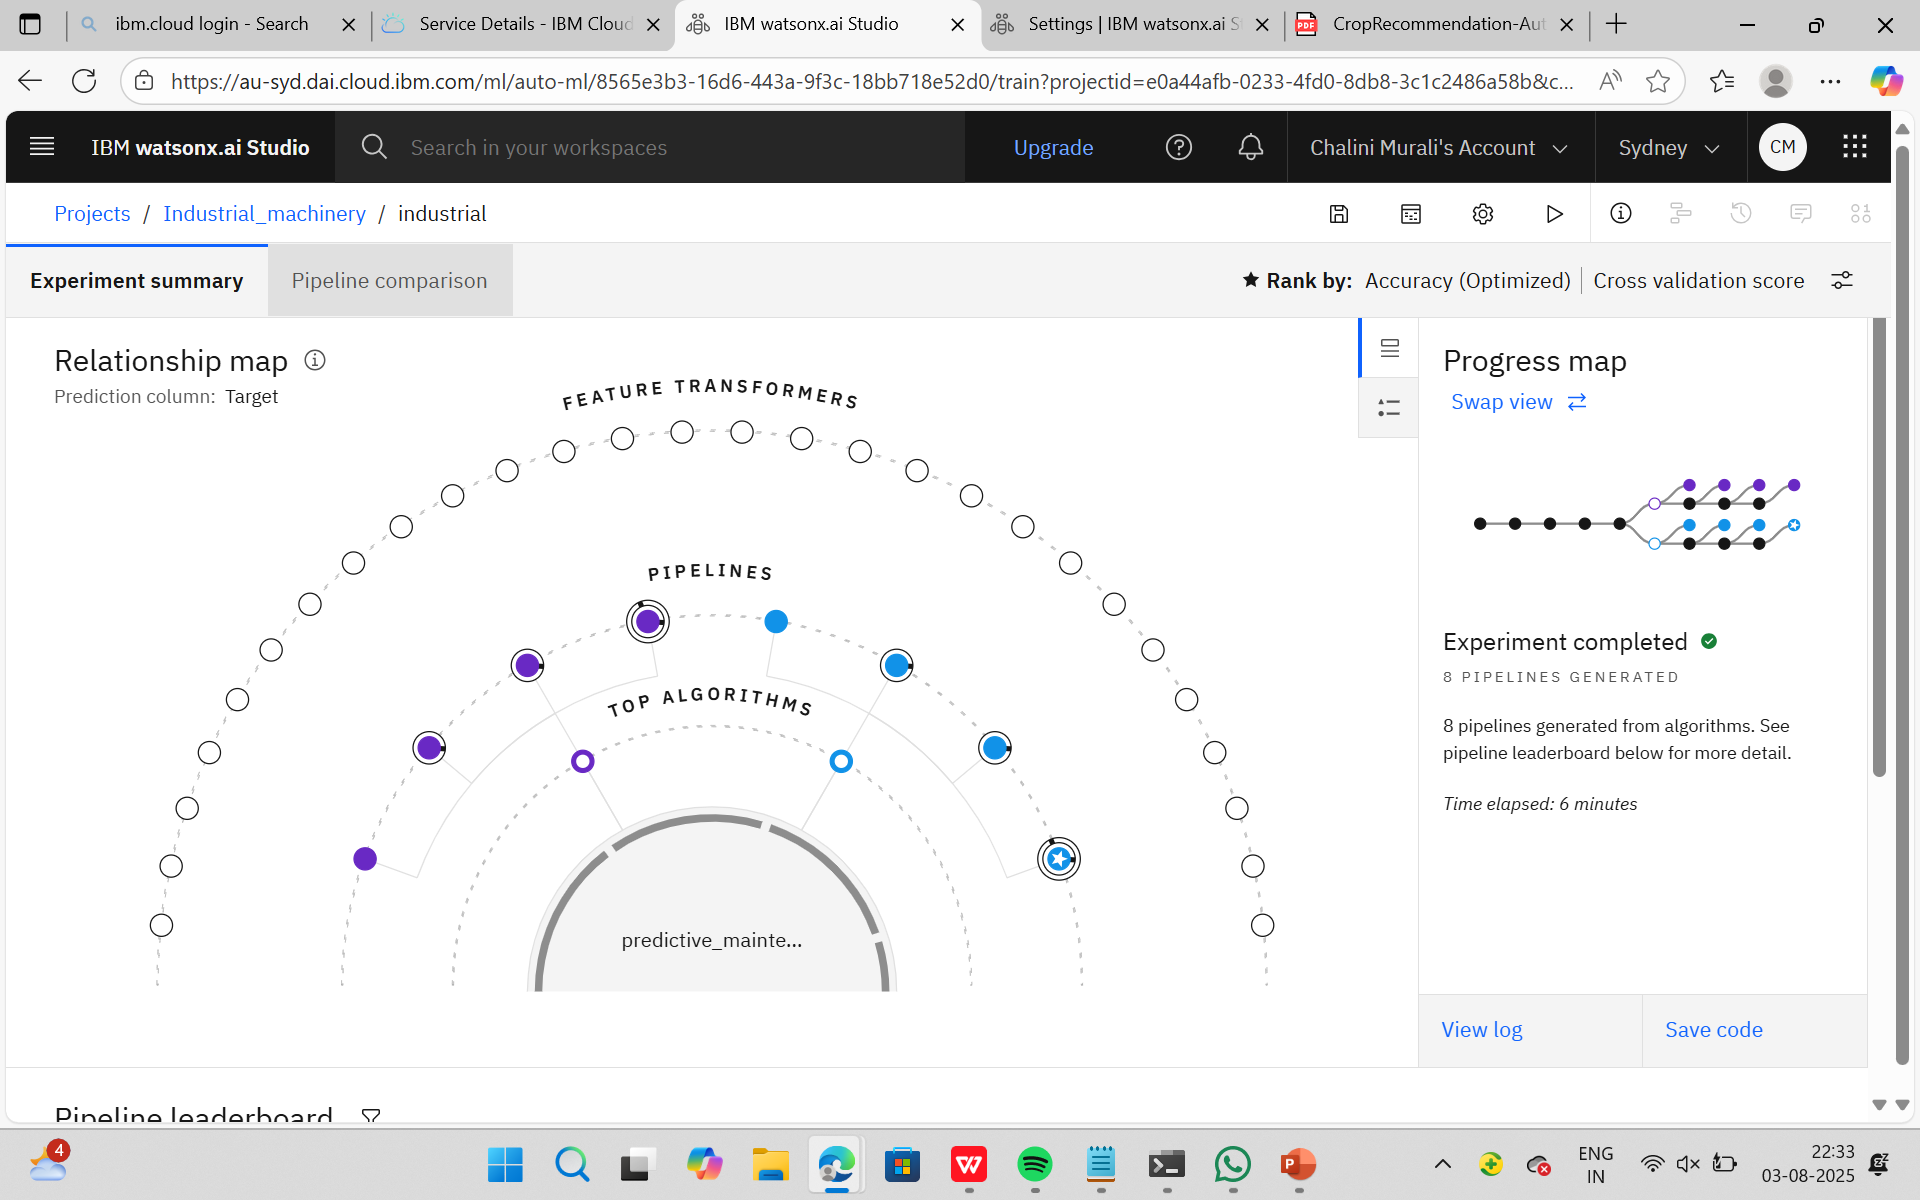 ibm.cloud login - Search
Service Details - IBM Cloud
IBM watsonx.ai Studio
Settings | IBM watsonx.ai S
PDF
CropRecommendation-Aut
https://au-syd.dai.cloud.ibm.com/ml/auto-ml/8565e3b3-16d6-443a-9f3c-18bb718e52d0/train?projectid=e0a44afb-0233-4fd0-8db8-3c1c2486a58b&c...
IBM watsonx.ai Studio
Search in your workspaces
Upgrade
Chalini Murali's Account
Sydney
CM
Projects / Industrial_machinery / industrial
Experiment summary
Pipeline comparison
Rank by: Accuracy (Optimized) | Cross validation score
Relationship map
Prediction column: Target
FEATURE TRANSFORMERS
PIPELINES
TOP ALGORITHMS
predictive_mainte...
Progress map
Swap view
Experiment completed
8 PIPELINES GENERATED
8 pipelines generated from algorithms. See
pipeline leaderboard below for more detail.
Time elapsed: 6 minutes
View log
Save code
Pipeline leaderboard
4
ENG
IN
22:33
03-08-2025